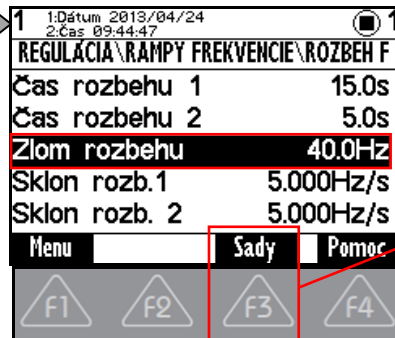 1 1:Dátum 2013/04/24 1
2:Čas 09:44:47
REGULÁCIA\RAMPY FREKVENCIE\ROZBEH F
Čas rozbehu 1 15.0s
Čas rozbehu 2 5.0s
Zlom rozbehu 40.0Hz
Sklon rozb.1 5.000Hz/s
Sklon rozb. 2 5.000Hz/s
Menu Sady Pomoc
F1 F2 F3 F4